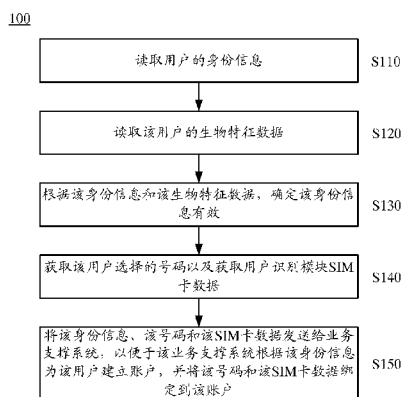 100
读取用户的身份信息
S110
读取该用户的生物特征数据
S120
根据该身份信息和该生物特征数据，确定该身份信
息有效
S130
获取该用户选择的号码以及获取用户识别模块SIM
卡数据
S140
将该身份信息、该号码和该SIM卡数据发送给业务
支撑系统，以便于该业务支撑系统根据该身份信息
为该用户建立账户，并将该号码和该SIM卡数据绑
定到该账户
S150